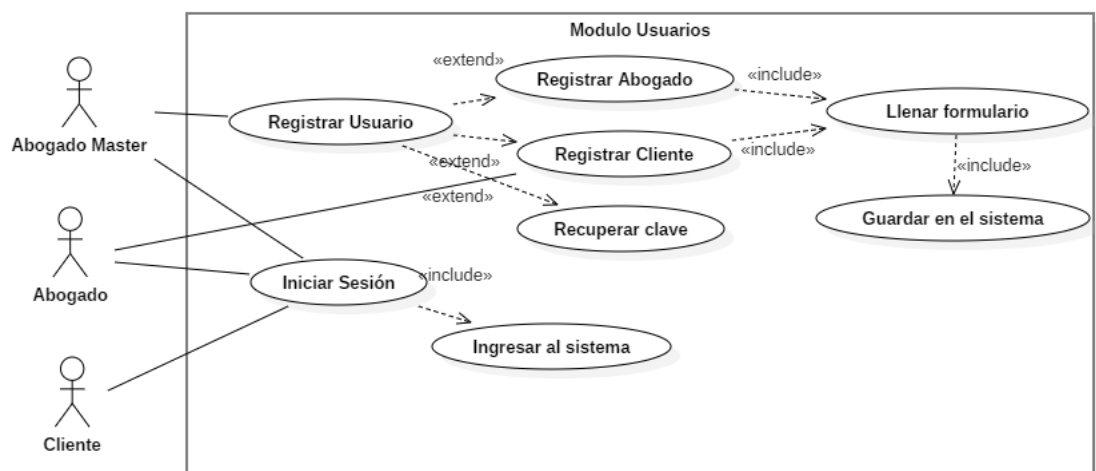 Modulo Usuarios
«extend»
Registrar Abogado
«include»
Llenar formulario
Registrar Usuario
Abogado Master
Registrar Cliente
«include»
«extend»
«include»
«extend»
Guardar en el sistema
Recuperar clave
Iniciar Sesión
«include»
Abogado
Ingresar al sistema
Cliente